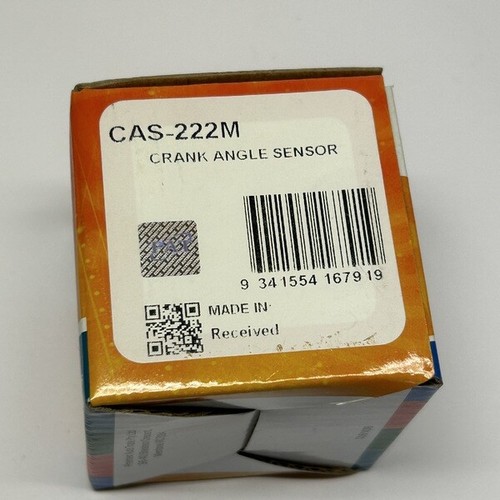 CAS-222M
CRANK ANGLE SENSOR
9 341554 167919
MADE IN
Received